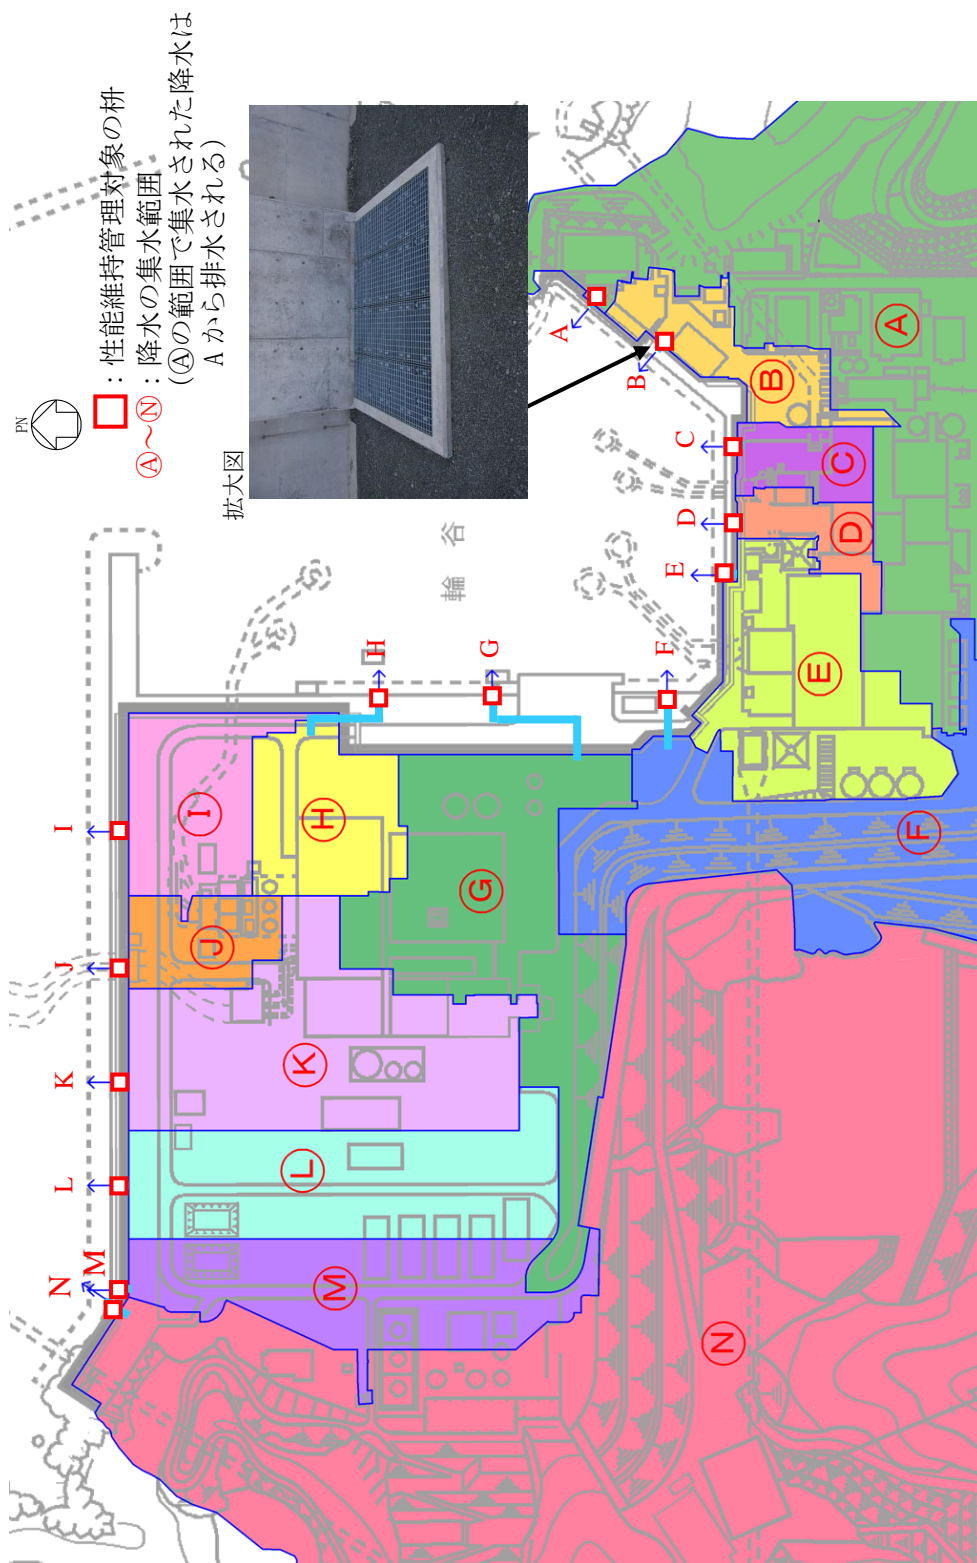 PN
□：性能維持管理対象の枡
Ⓐ～Ⓝ：降水の集水範囲
(Ⓐの範囲で集水された降水は
Aから排水される)
拡大図
N
M
L
K
J
I
H
G
F
E
D
C
B
A
輪谷
Ⓐ
Ⓑ
Ⓒ
Ⓓ
Ⓔ
Ⓕ
Ⓖ
Ⓗ
Ⓘ
Ⓙ
Ⓚ
Ⓛ
Ⓜ
Ⓝ